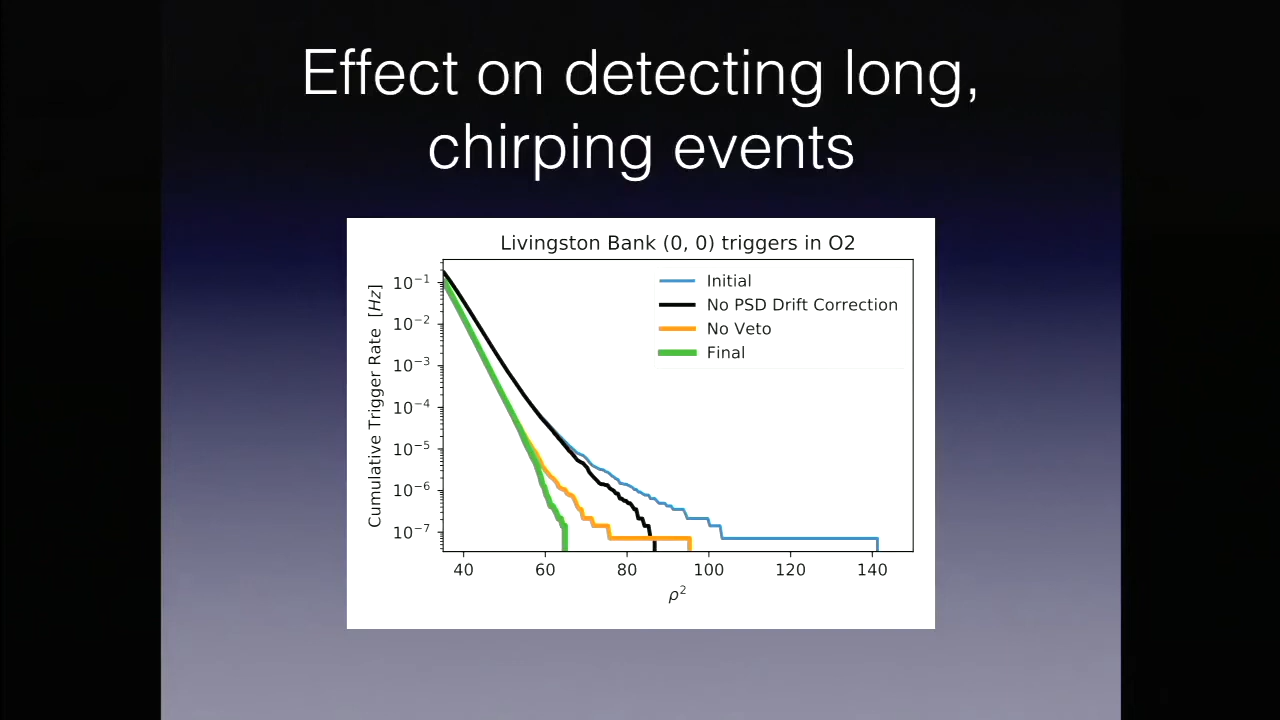 Effect on detecting long,
chirping events
Livingston Bank (0, 0) triggers in O2
Initial
No PSD Drift Correction
No Veto
Final
Cumulative Trigger Rate [Hz]
10⁻¹
10⁻²
10⁻³
10⁻⁴
10⁻⁵
10⁻⁶
10⁻⁷
40 60 80 100 120 140
ρ²